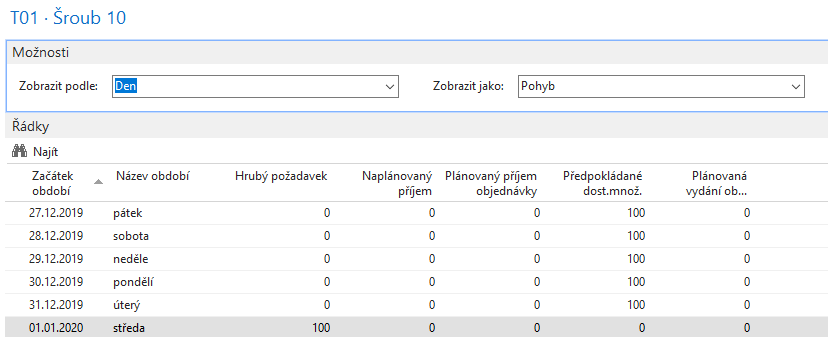 T01 · Šroub 10
Možnosti
Zobrazit podle: Den Zobrazit jako: Pohyb
Řádky
Najít
Začátek období Název období Hrubý požadavek Naplánovaný příjem Plánovaný příjem objednávky Předpokládané dost.množ. Plánovaná vydání ob...
27.12.2019 pátek 0 0 0 100 0
28.12.2019 sobota 0 0 0 100 0
29.12.2019 neděle 0 0 0 100 0
30.12.2019 pondělí 0 0 0 100 0
31.12.2019 úterý 0 0 0 100 0
01.01.2020 středa 100 0 0 0 0